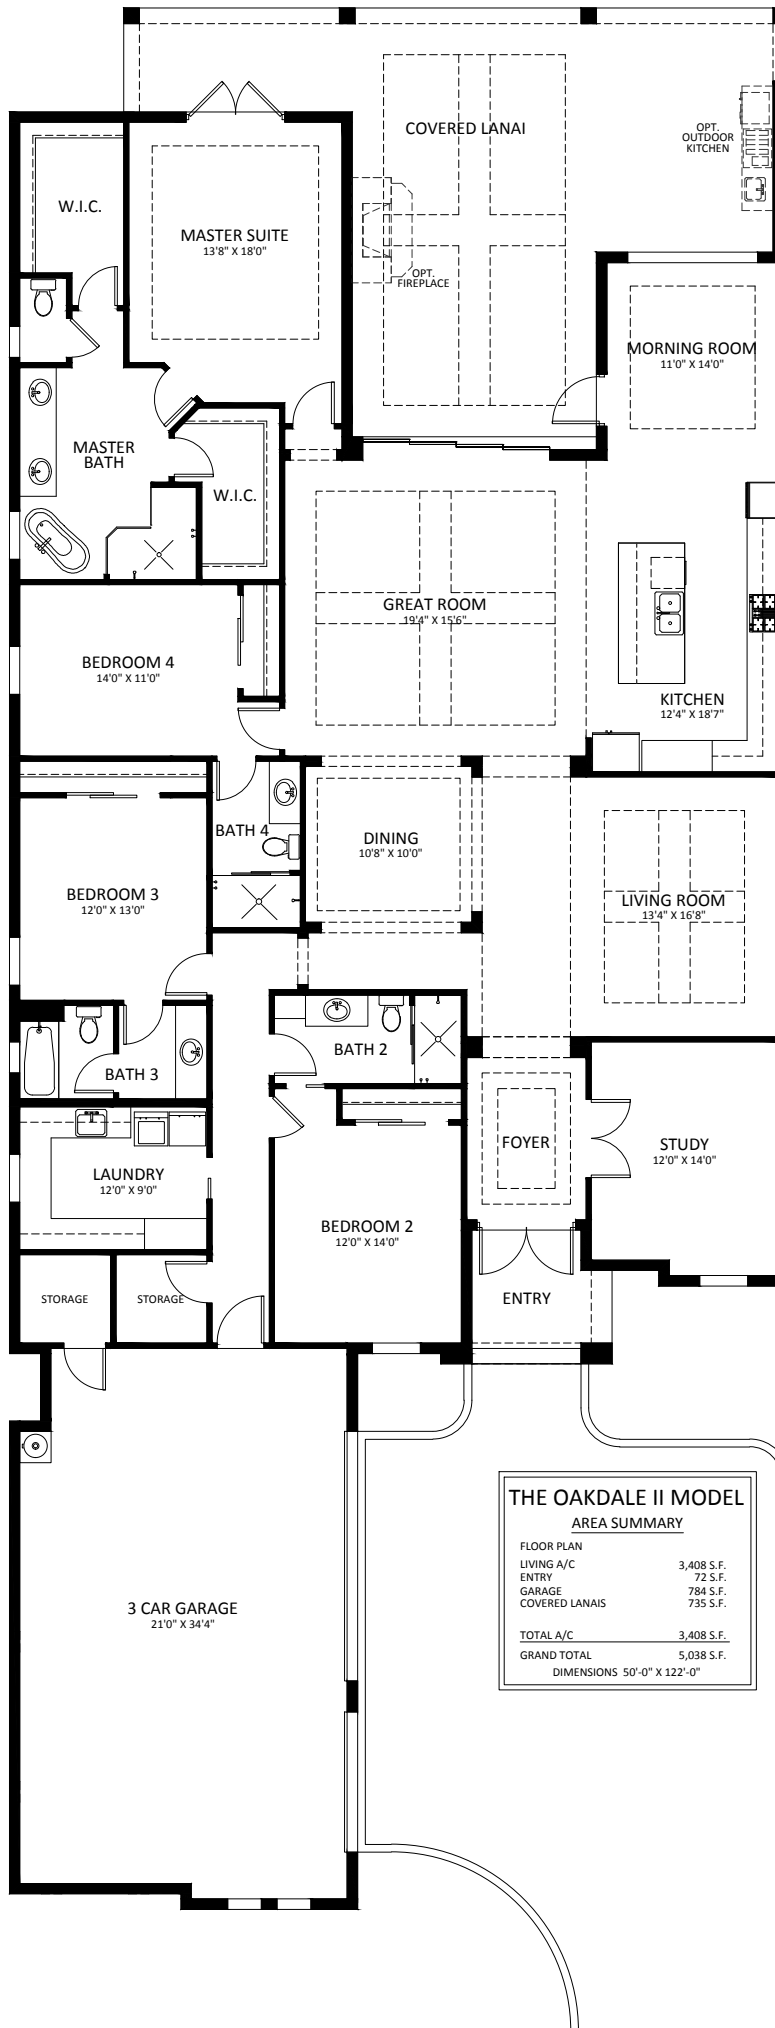 COVERED LANAI
OPT.
OUTDOOR
KITCHEN
W.I.C.
MASTER SUITE
13'8" X 18'0"
OPT.
FIREPLACE
MORNING ROOM
11'0" X 14'0"
MASTER
BATH
W.I.C.
GREAT ROOM
19'4" X 15'6"
BEDROOM 4
14'0" X 11'0"
KITCHEN
12'4" X 18'7"
BATH 4
DINING
10'8" X 10'0"
BEDROOM 3
12'0" X 13'0"
LIVING ROOM
13'4" X 16'8"
BATH 2
BATH 3
FOYER
STUDY
12'0" X 14'0"
LAUNDRY
12'0" X 9'0"
BEDROOM 2
12'0" X 14'0"
STORAGE
STORAGE
ENTRY
3 CAR GARAGE
21'0" X 34'4"
THE OAKDALE II MODEL
AREA SUMMARY
FLOOR PLAN
LIVING A/C 3,408 S.F.
ENTRY 72 S.F.
GARAGE 784 S.F.
COVERED LANAIS 735 S.F.
TOTAL A/C 3,408 S.F.
GRAND TOTAL 5,038 S.F.
DIMENSIONS 50'-0" X 122'-0"